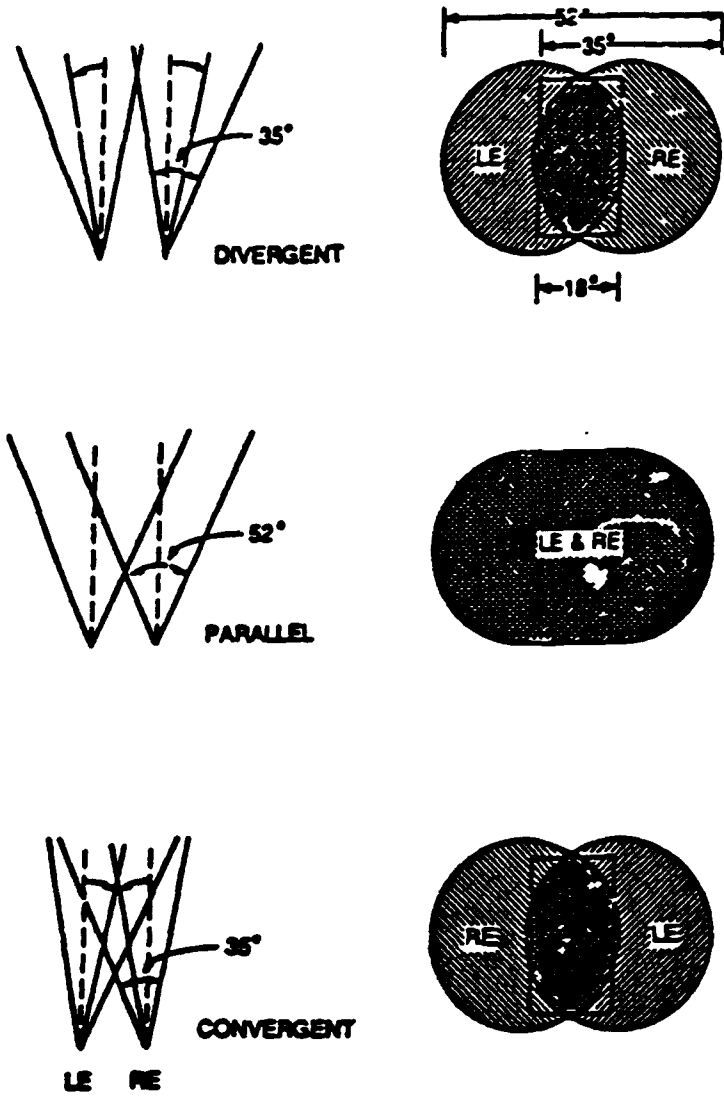 52°
35°
35°
LE
RE
DIVERGENT
18°
52°
LE & RE
PARALLEL
35°
RE
LE
CONVERGENT
LE RE